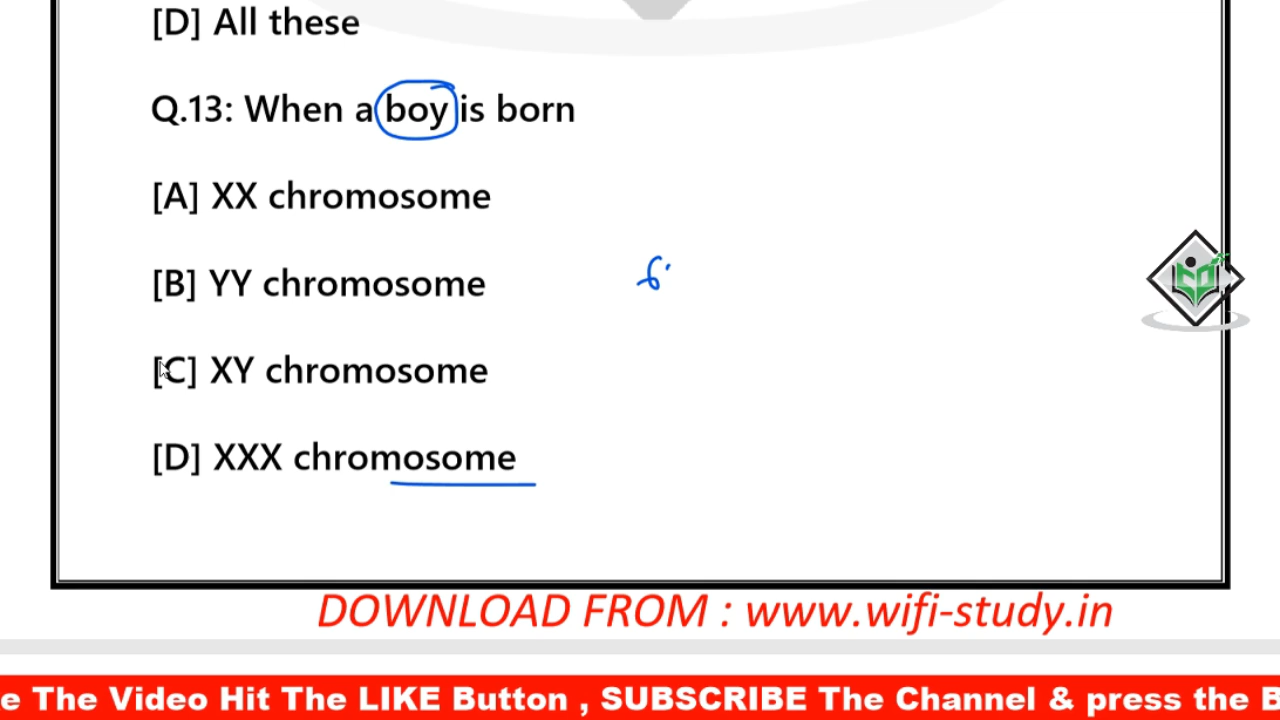 [D] All these
Q.13: When a boy is born
[A] XX chromosome
[B] YY chromosome
[C] XY chromosome
[D] XXX chromosome
DOWNLOAD FROM : www.wifi-study.in
e The Video Hit The LIKE Button , SUBSCRIBE The Channel & press the B